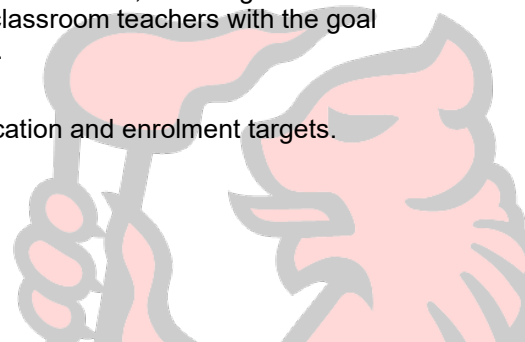 classroom teachers with the goal
cation and enrolment targets.